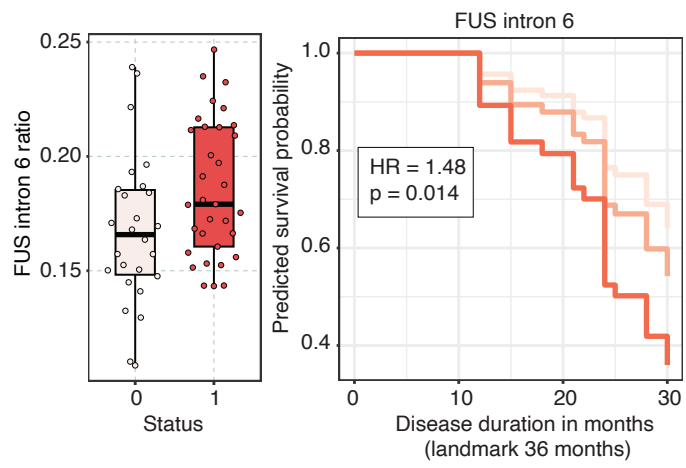 FUS intron 6 ratio
0.25
0.20
0.15
0
1
Status
FUS intron 6
Predicted survival probability
1.0
0.8
0.6
0.4
HR = 1.48
p = 0.014
0
10
20
30
Disease duration in months
(landmark 36 months)